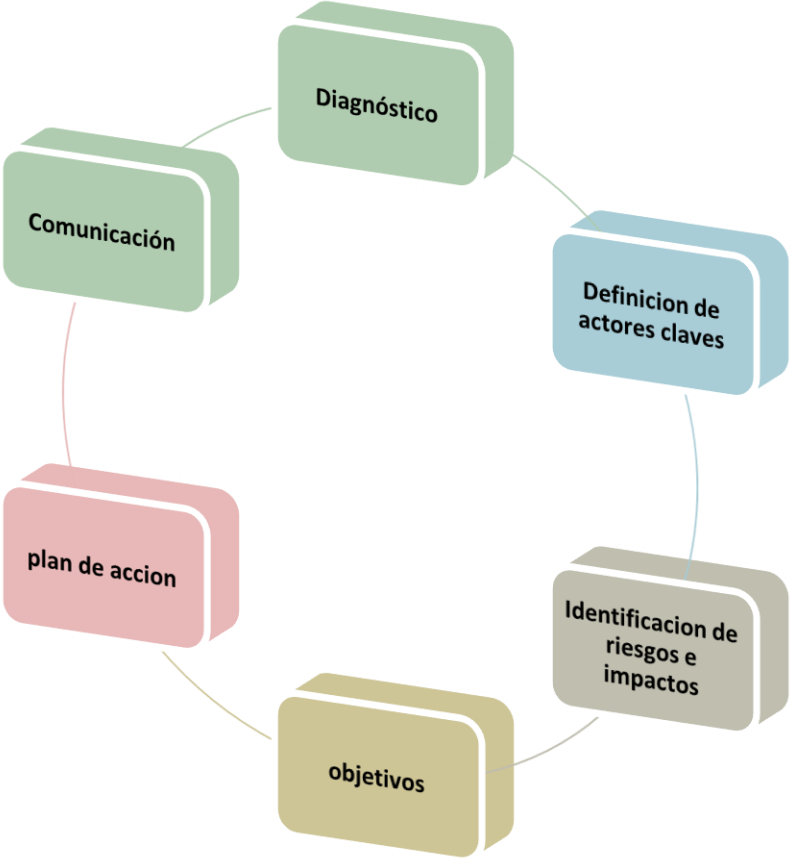 Diagnóstico
Definicion de
actores claves
Identificacion de
riesgos e
impactos
objetivos
plan de accion
Comunicación